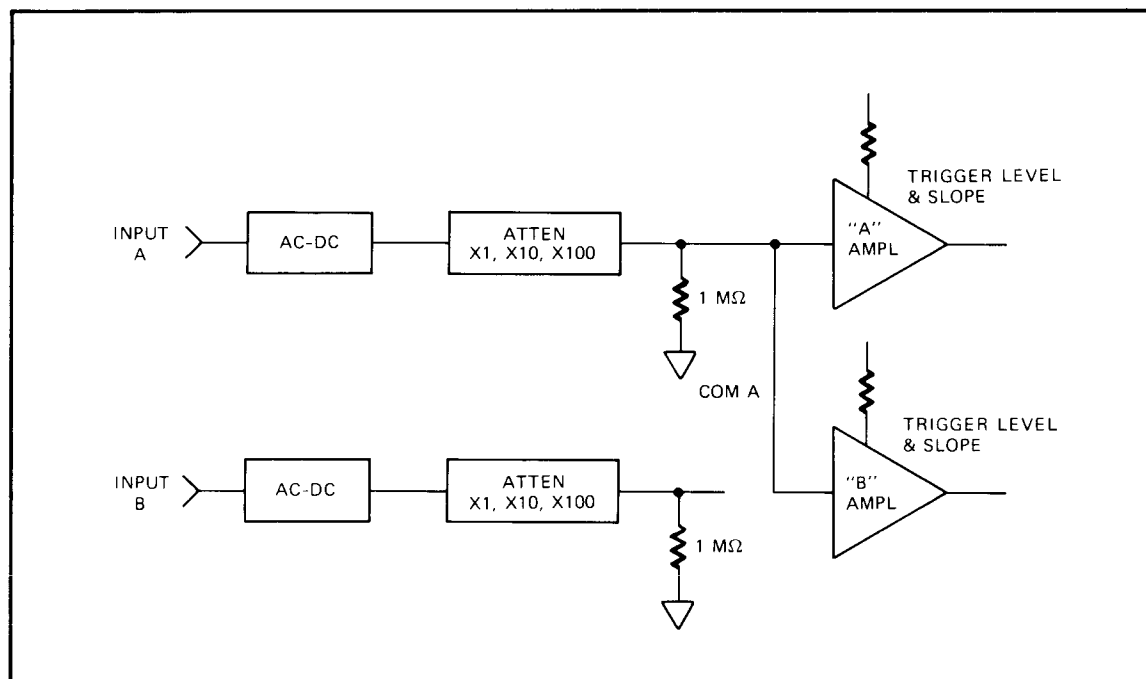 TRIGGER LEVEL
& SLOPE
INPUT
A
AC-DC
ATTEN
X1, X10, X100
"A"
AMPL
1 MΩ
COM A
TRIGGER LEVEL
& SLOPE
INPUT
B
AC-DC
ATTEN
X1, X10, X100
"B"
AMPL
1 MΩ